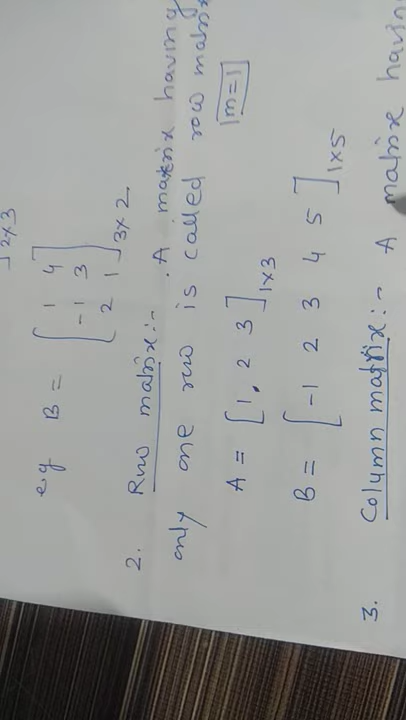 ]2×3
eg B = [ 1 4
-1 3
2 1 ]3×2
2. Row matrix:- A matrix having
only one row is called row matrix
|m=1|
A = [1, 2 3 ]1×3
B = [ -1 2 3 4 5 ]1×5
3. Column matrix:- A matrix havin